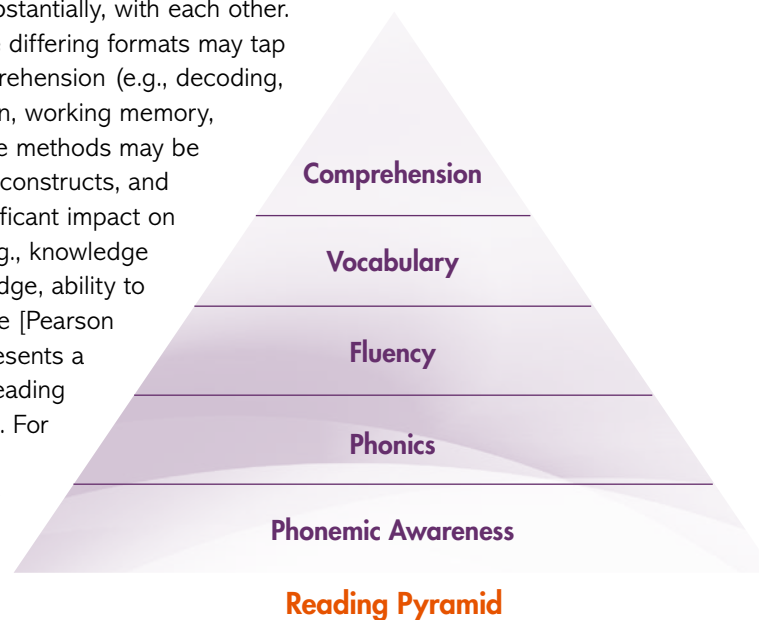 ostantially, with each other.
differing formats may tap
rehension (e.g., decoding,
n, working memory,
e methods may be
constructs, and
ficant impact on
g., knowledge
dge, ability to
e [Pearson
esents a
eading
. For
Comprehension
Vocabulary
Fluency
Phonics
Phonemic Awareness
Reading Pyramid